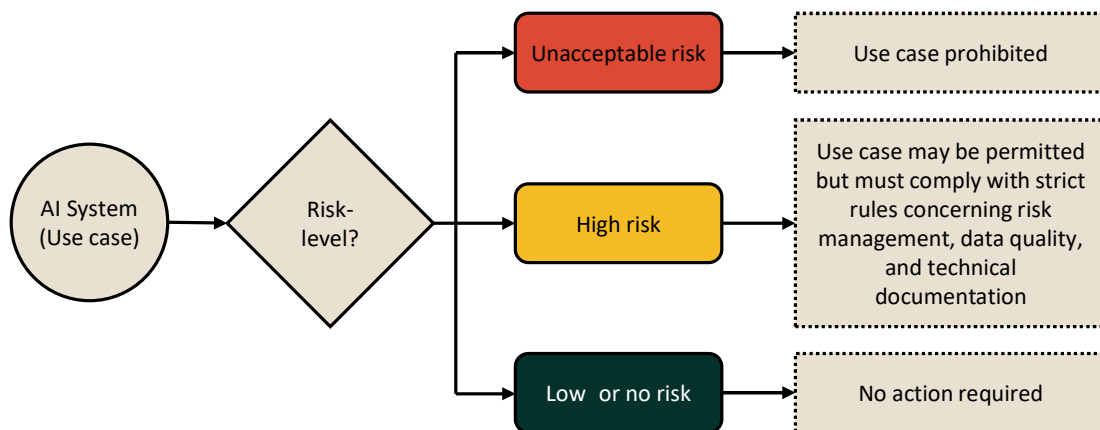 AI System
(Use case)
Risk-
level?
Unacceptable risk
Use case prohibited
High risk
Use case may be permitted
but must comply with strict
rules concerning risk
management, data quality,
and technical
documentation
Low or no risk
No action required